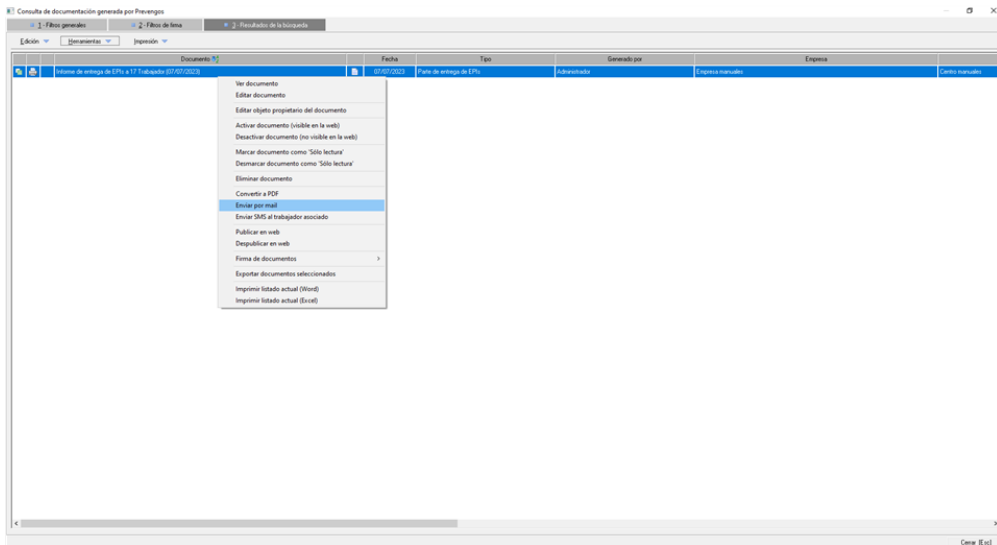 Consulta de documentación generada por Prevengos
1 - Filtros generales
2 - Filtros de firma
3 - Resultados de la búsqueda
Edición
Herramientas
Impresión
Documento Fecha Tipo Generado por Empresa
Informe de entrega de EPIs a 17 Trabajador (07/07/2023) 07/07/2023 Parte de entrega de EPIs Administrador Empresa manuales Centro manuales
Ver documento
Editar documento
Editar objeto propietario del documento
Activar documento (visible en la web)
Desactivar documento (no visible en la web)
Marcar documento como 'Sólo lectura'
Desmarcar documento como 'Sólo lectura'
Eliminar documento
Convertir a PDF
Enviar por mail
Enviar SMS al trabajador asociado
Publicar en web
Despublicar en web
Firma de documentos
Exportar documentos seleccionados
Imprimir listado actual (Word)
Imprimir listado actual (Excel)
Cerrar [Esc]